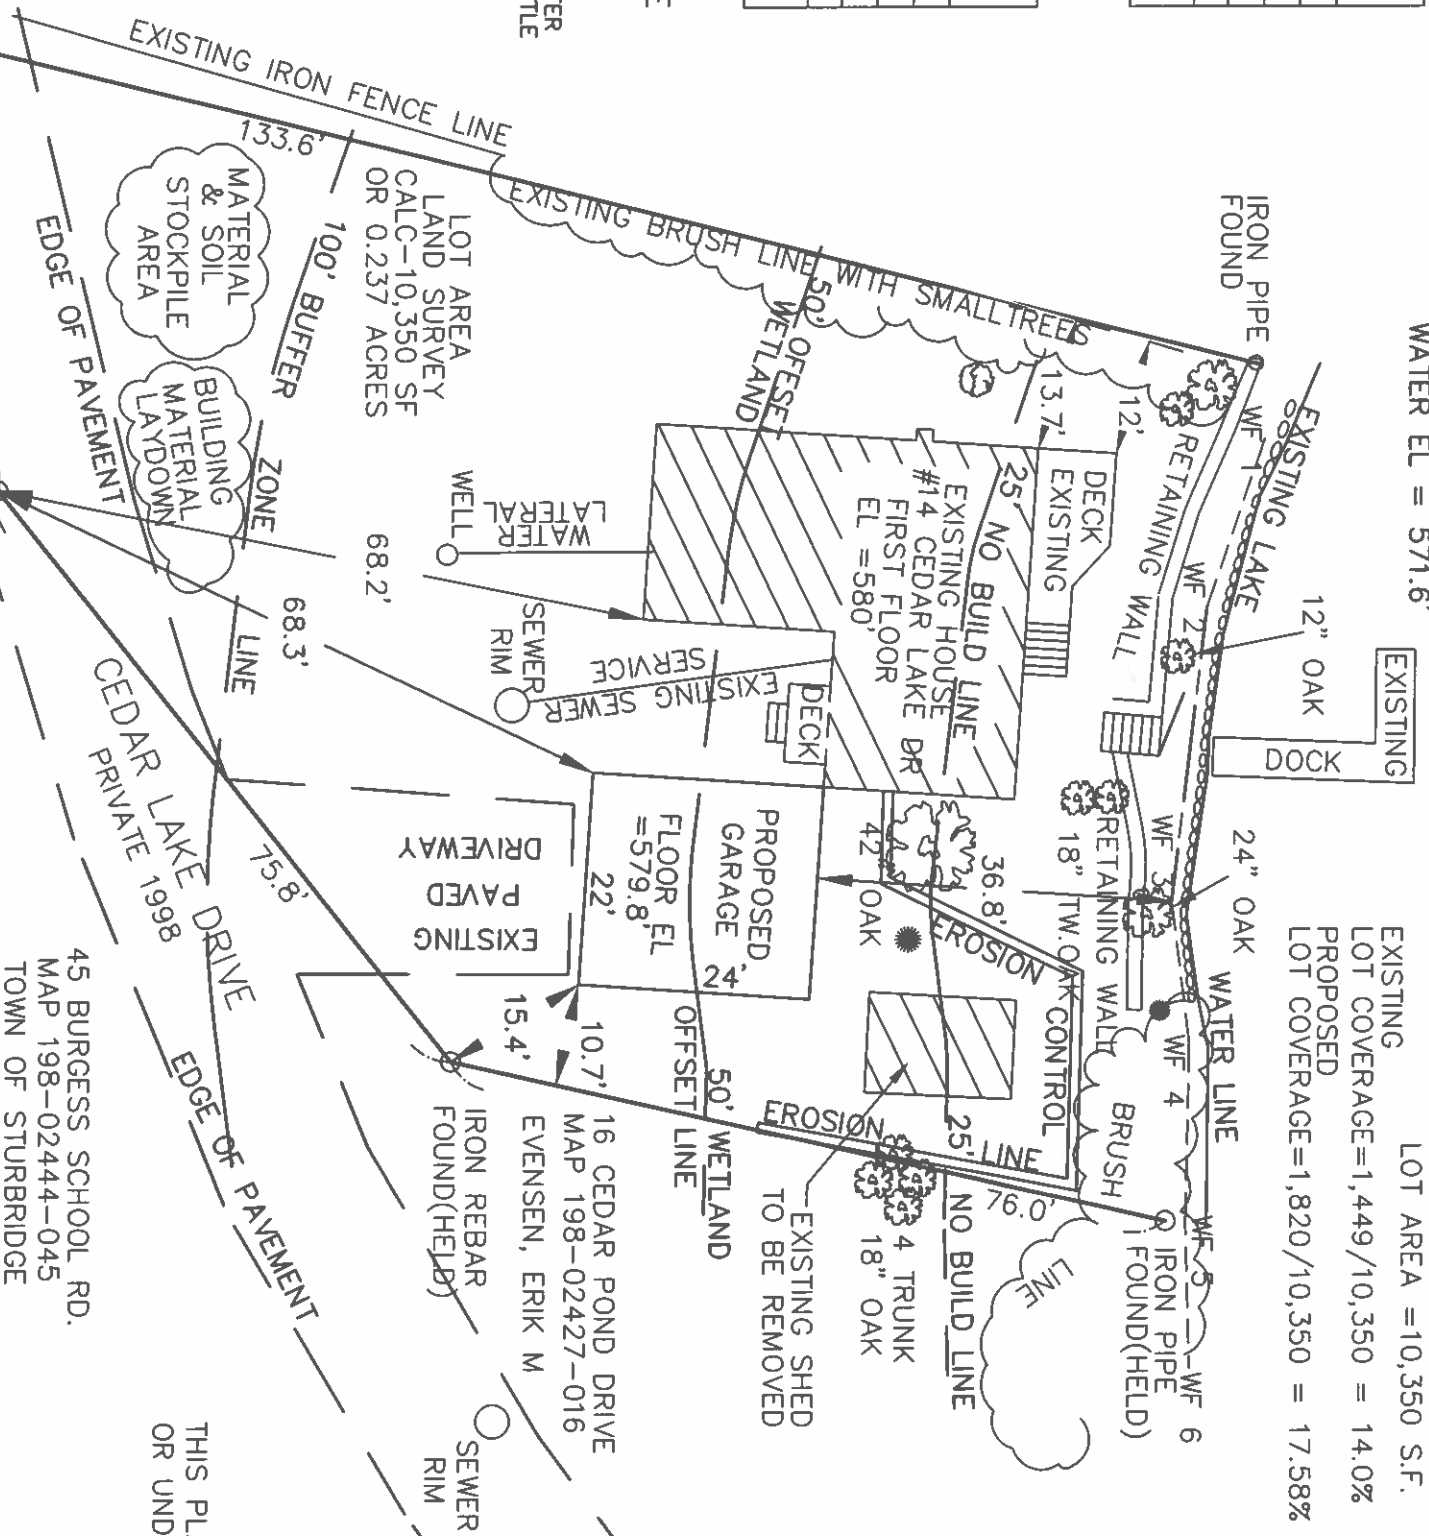 WATER EL = 571.6'
LOT AREA =10,350 S.F.
EXISTING
LOT COVERAGE=1,449/10,350 = 14.0%
PROPOSED
LOT COVERAGE=1,820/10,350 = 17.58%
EXISTING
DOCK
IRON PIPE
FOUND
EXISTING LAKE
WATER LINE
12" OAK
24" OAK
WF 1
WF 2
WF 3
WF 4
WF 5
WF 6
IRON PIPE
FOUND(HELD)
RETAINING WALL
RETAINING WALL
18" TW.OAK
BRUSH
LINE
12'
13.7'
DECK
EXISTING
25' NO BUILD LINE
EXISTING HOUSE
#14 CEDAR LAKE DR
FIRST FLOOR
EL =580'
36.8'
42" OAK
EROSION
CONTROL
LINE
EROSION
25'
NO BUILD LINE
76.0'
4 TRUNK
18" OAK
EXISTING SHED
TO BE REMOVED
EXISTING BRUSH LINE WITH SMALLTREES
50' OFFSET
WETLAND
DECK
PROPOSED
GARAGE
FLOOR EL
=579.8'
24'
22'
50' WETLAND
OFFSET LINE
WATER
LATERAL
WELL
EXISTING SEWER
SERVICE
SEWER
RIM
EXISTING
PAVED
DRIVEWAY
10.7'
15.4'
16 CEDAR POND DRIVE
MAP 198-02427-016
EVENSEN, ERIK M
IRON REBAR
FOUND(HELD)
SEWER
RIM
EXISTING IRON FENCE LINE
133.6'
LOT AREA
LAND SURVEY
CALC-10,350 SF
OR 0.237 ACRES
68.2'
68.3'
100' BUFFER
ZONE
LINE
MATERIAL
& SOIL
STOCKPILE
AREA
BUILDING
MATERIAL
LAYDOWN
EDGE OF PAVEMENT
75.8'
CEDAR LAKE DRIVE
PRIVATE 1998
EDGE OF PAVEMENT
45 BURGESS SCHOOL RD.
MAP 198-02444-045
TOWN OF STURBRIDGE
THIS PL
OR UND
TER
TLE